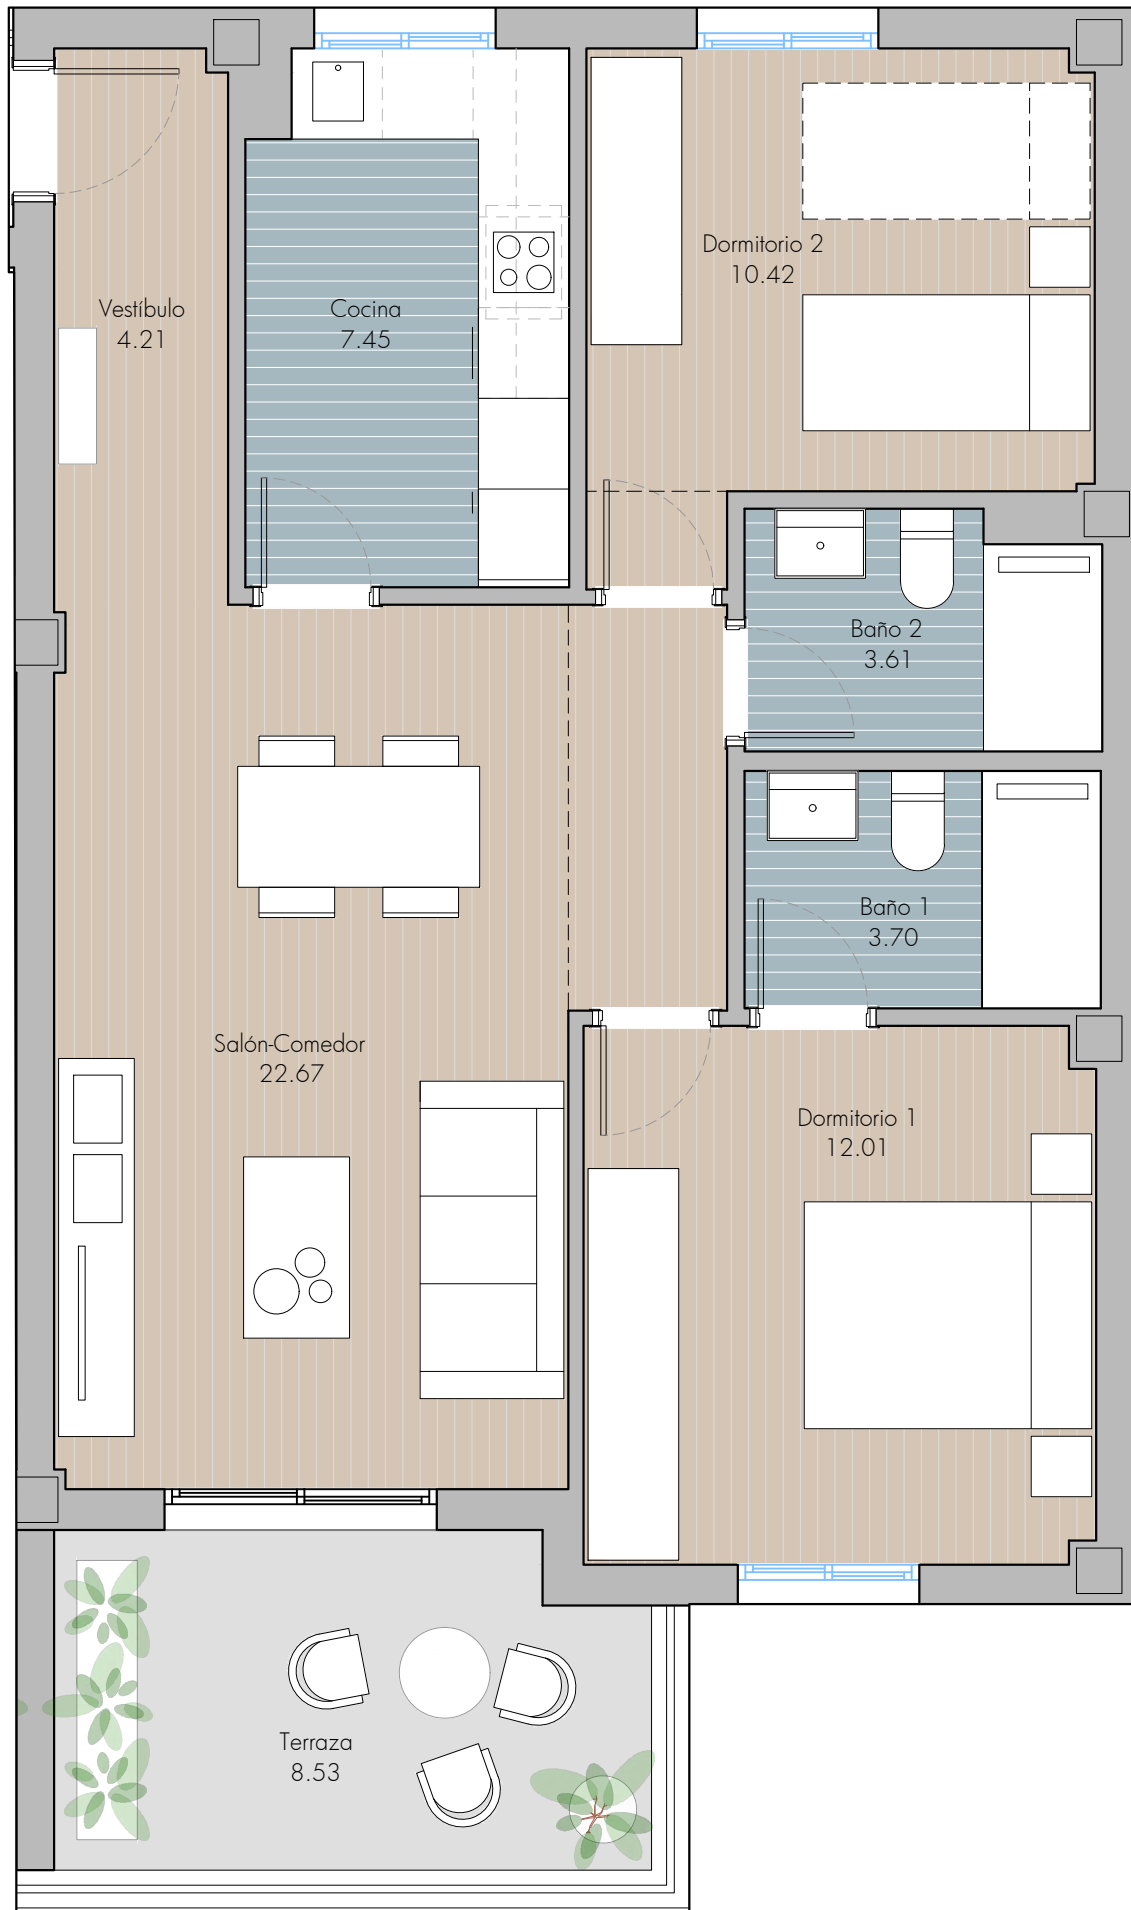 Dormitorio 2
10.42
Vestíbulo
4.21
Cocina
7.45
Baño 2
3.61
Baño 1
3.70
Salón-Comedor
22.67
Dormitorio 1
12.01
Terraza
8.53